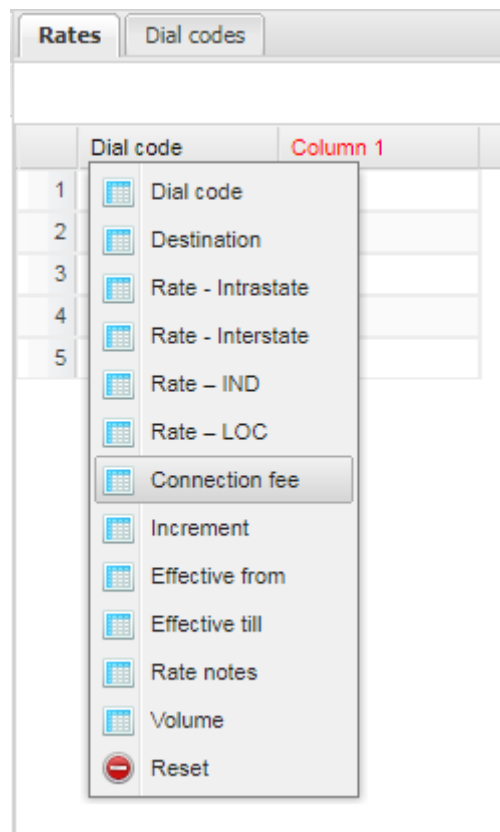 Rates Dial codes
Dial code Column 1
1 Dial code
2 Destination
3 Rate - Intrastate
4 Rate - Interstate
5 Rate – IND
Rate – LOC
Connection fee
Increment
Effective from
Effective till
Rate notes
Volume
Reset